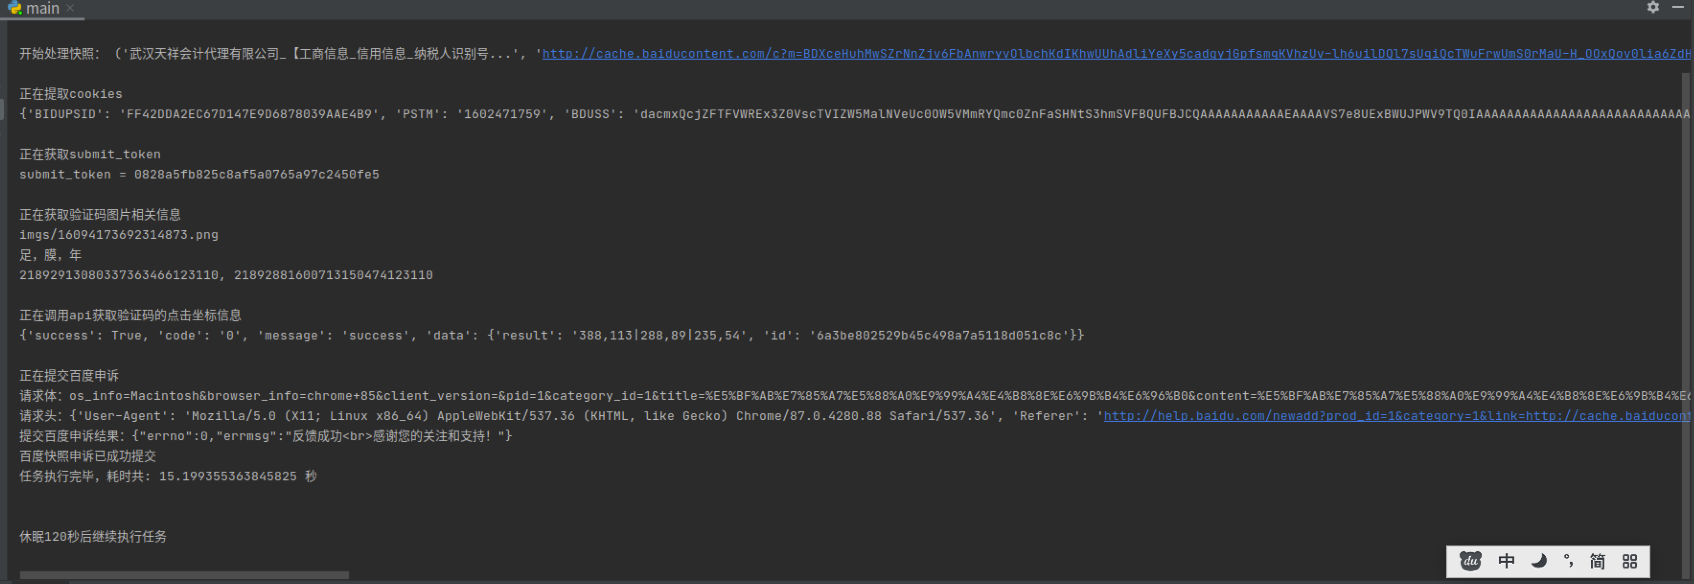 main
开始处理快照： ('武汉天祥会计代理有限公司_【工商信息_信用信息_纳税人识别号...', 'http://cache.baiducontent.com/c?m=BDXceHuhMwSZrNnZjv6FbAnwryvOlbchKdIKhwUUhAdliYeXy5cadqyjGpfsmqKVhzUv-lh6uilDQl7sUqiQcTWuFrwUmS0rMaU-H_OOxQov0lia6ZdH
正在提取cookies
{'BIDUPSID': 'FF42DDA2EC67D147E9D6878039AAE4B9', 'PSTM': '1602471759', 'BDUSS':
正在获取submit_token
submit_token = 0828a5fb825c8af5a0765a97c2450fe5
正在获取验证码图片相关信息
imgs/16094173692314873.png
足，膜，年
21892913080337363466123110, 21892881600713150474123110
正在调用api获取验证码的点击坐标信息
{'success': True, 'code': '0', 'message': 'success', 'data': {'result': '388,113|288,89|235,54', 'id': '6a3be802529b45c498a7a5118d051c8c'}}
正在提交百度申诉
请求体：os_info=Macintosh&browser_info=chrome+85&client_version=&pid=1&category_id=1&title=%E5%BF%AB%E7%85%A7%E5%88%A0%E9%99%A4%E4%B8%8E%E6%9B%B4%E6%96%B0&content=%E5%BF%AB%E7%85%A7%E5%88%A0%E9%99%A4%E4%B8%8E%E6%9B%B4%E6
请求头：{'User-Agent': 'Mozilla/5.0 (X11; Linux x86_64) AppleWebKit/537.36 (KHTML, like Gecko) Chrome/87.0.4280.88 Safari/537.36', 'Referer': 'http://help.baidu.com/newadd?prod_id=1&category=1&link=http://cache.baiducont
提交百度申诉结果：{"errno":0,"errmsg":"反馈成功<br>感谢您的关注和支持！"}
百度快照申诉已成功提交
任务执行完毕，耗时共: 15.199355363845825 秒
休眠120秒后继续执行任务
du 中 °, 简